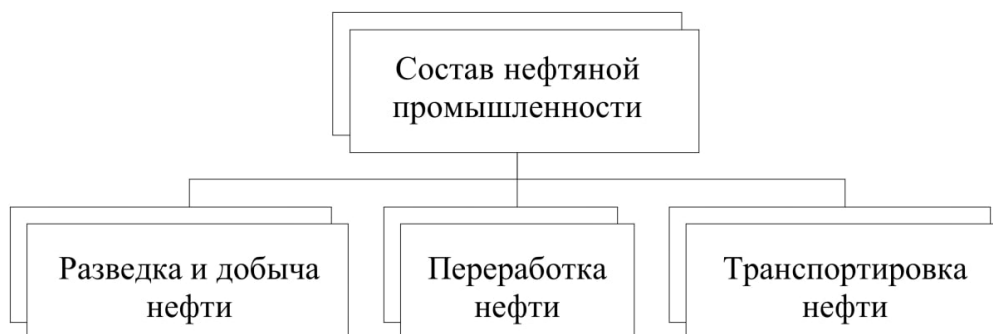 Состав нефтяной
промышленности
Разведка и добыча
нефти
Переработка
нефти
Транспортировка
нефти